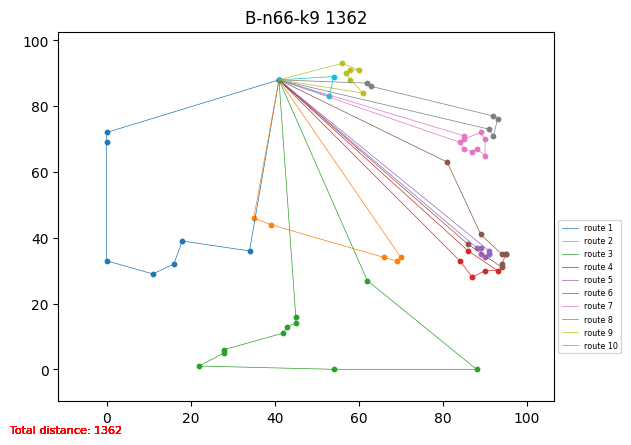 B-n66-k9 1362
100
80
60
40
20
0
0 20 40 60 80 100
route 1
route 2
route 3
route 4
route 5
route 6
route 7
route 8
route 9
route 10
Total distance: 1362